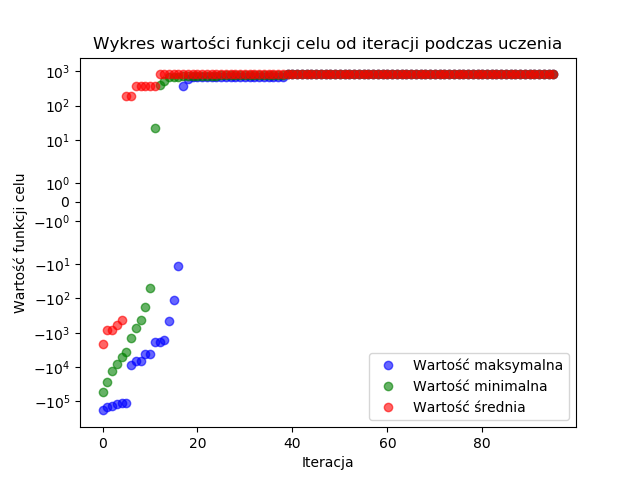 Wykres wartości funkcji celu od iteracji podczas uczenia
Wartość funkcji celu
10³
10²
10¹
10⁰
0
−10⁰
−10¹
−10²
−10³
−10⁴
−10⁵
0 20 40 60 80
Iteracja
Wartość maksymalna
Wartość minimalna
Wartość średnia